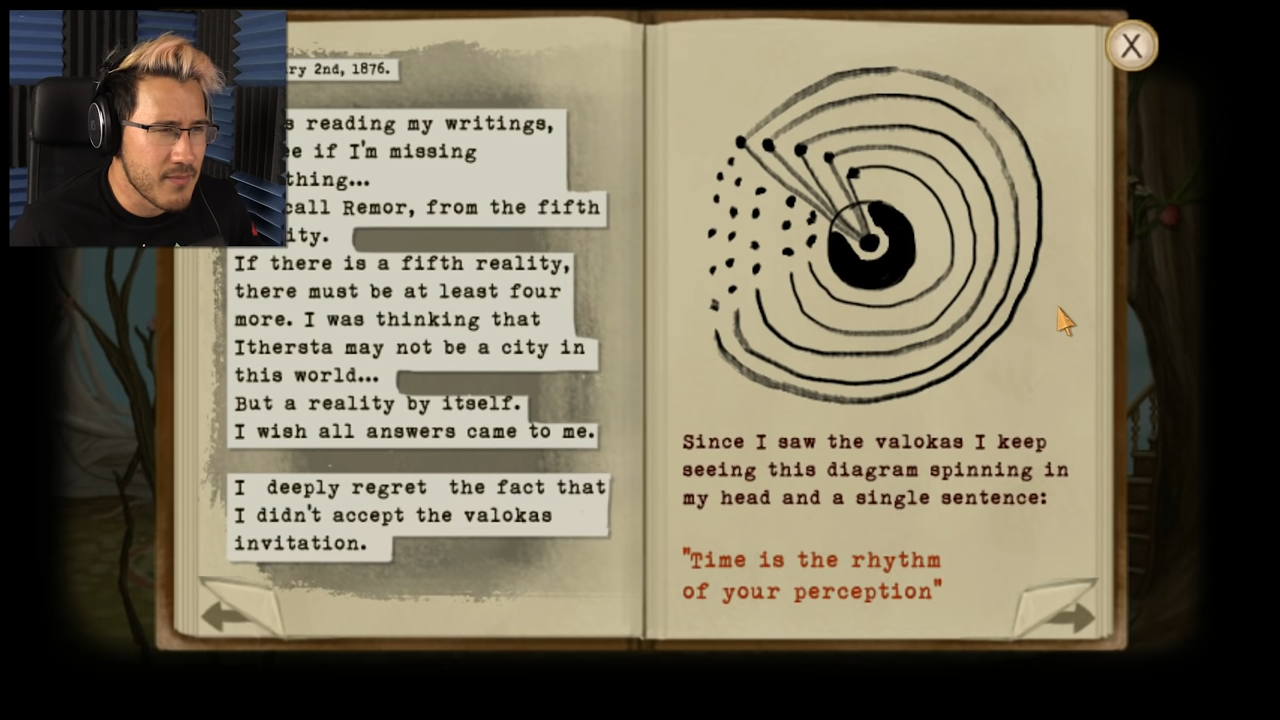 2nd, 1876.
reading my writings,
if I'm missing
call Remor, from the fifth
If there is a fifth reality,
there must be at least four
more. I was thinking that
Ithersta may not be a city in
this world...
But a reality by itself.
I wish all answers came to me.
I deeply regret the fact that
I didn't accept the valokas
invitation.
X
Since I saw the valokas I keep
seeing this diagram spinning in
my head and a single sentence:
"Time is the rhythm
of your perception"